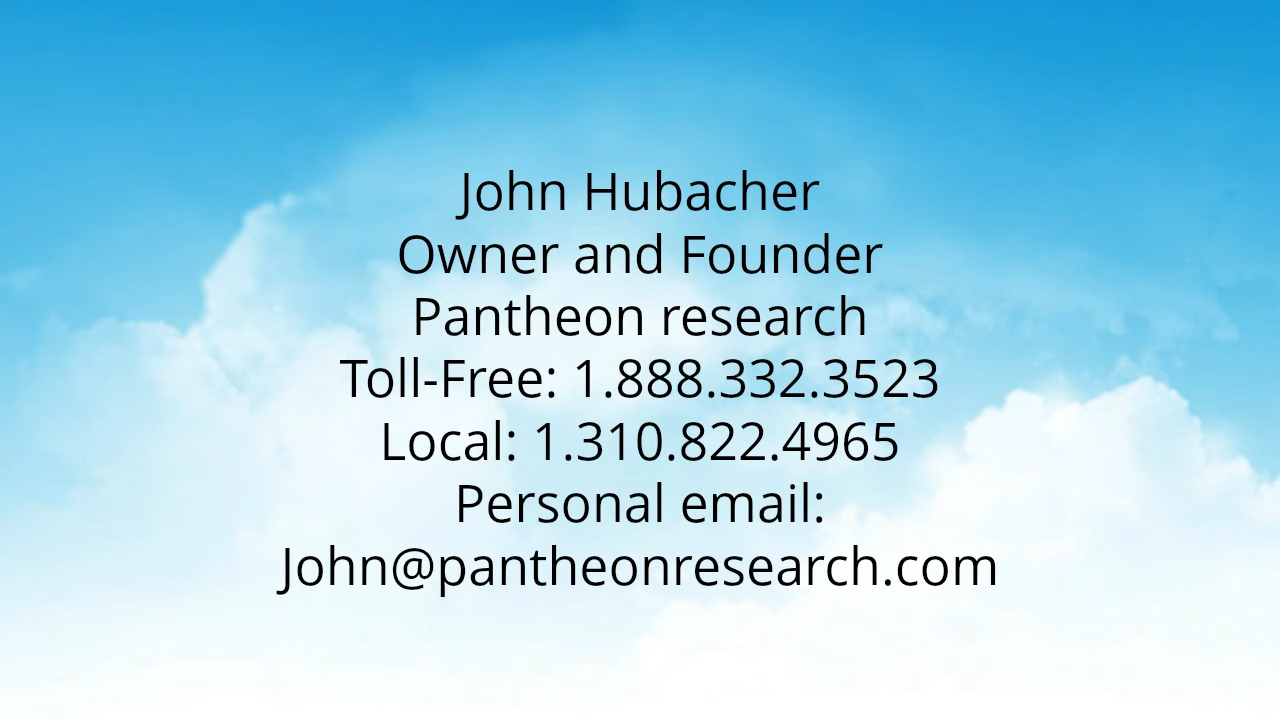 John Hubacher
Owner and Founder
Pantheon research
Toll-Free: 1.888.332.3523
Local: 1.310.822.4965
Personal email:
John@pantheonresearch.com